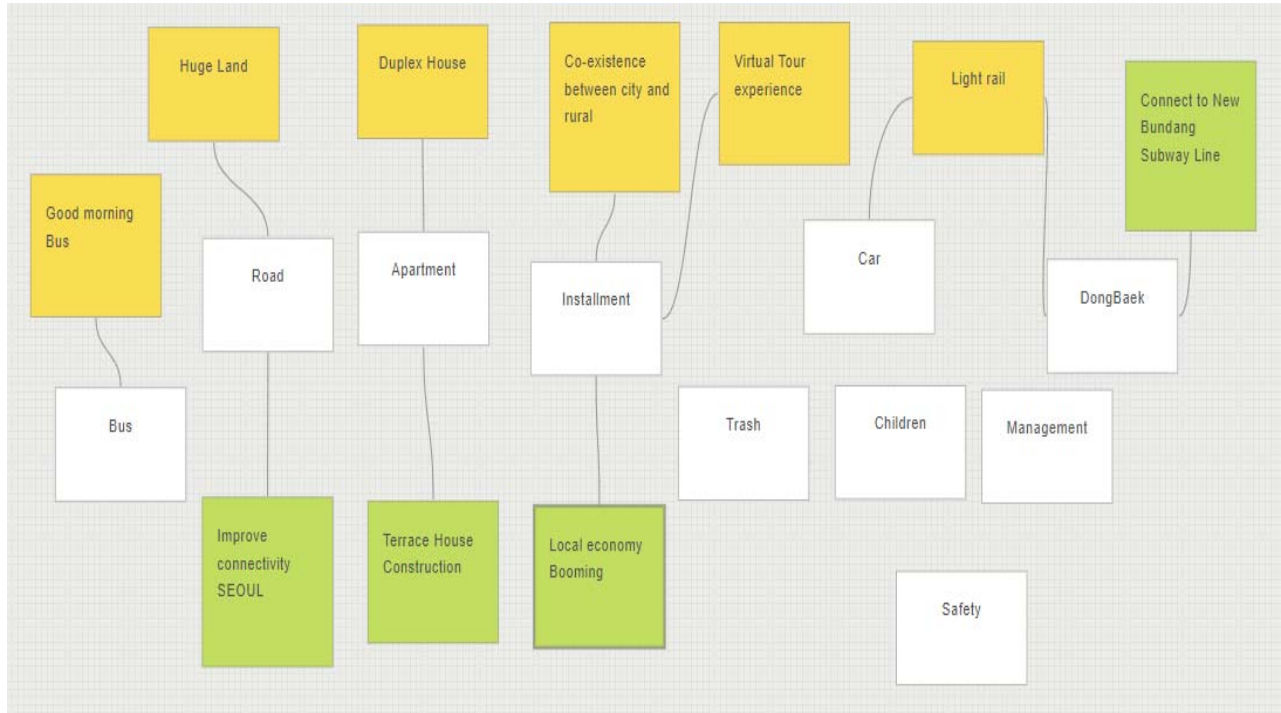 Huge Land
Duplex House
Co-existence
between city and
rural
Virtual Tour
experience
Light rail
Connect to New
Bundang
Subway Line
Good morning
Bus
Road
Apartment
Installment
Car
DongBaek
Bus
Trash
Children
Management
Improve
connectivity
SEOUL
Terrace House
Construction
Local economy
Booming
Safety